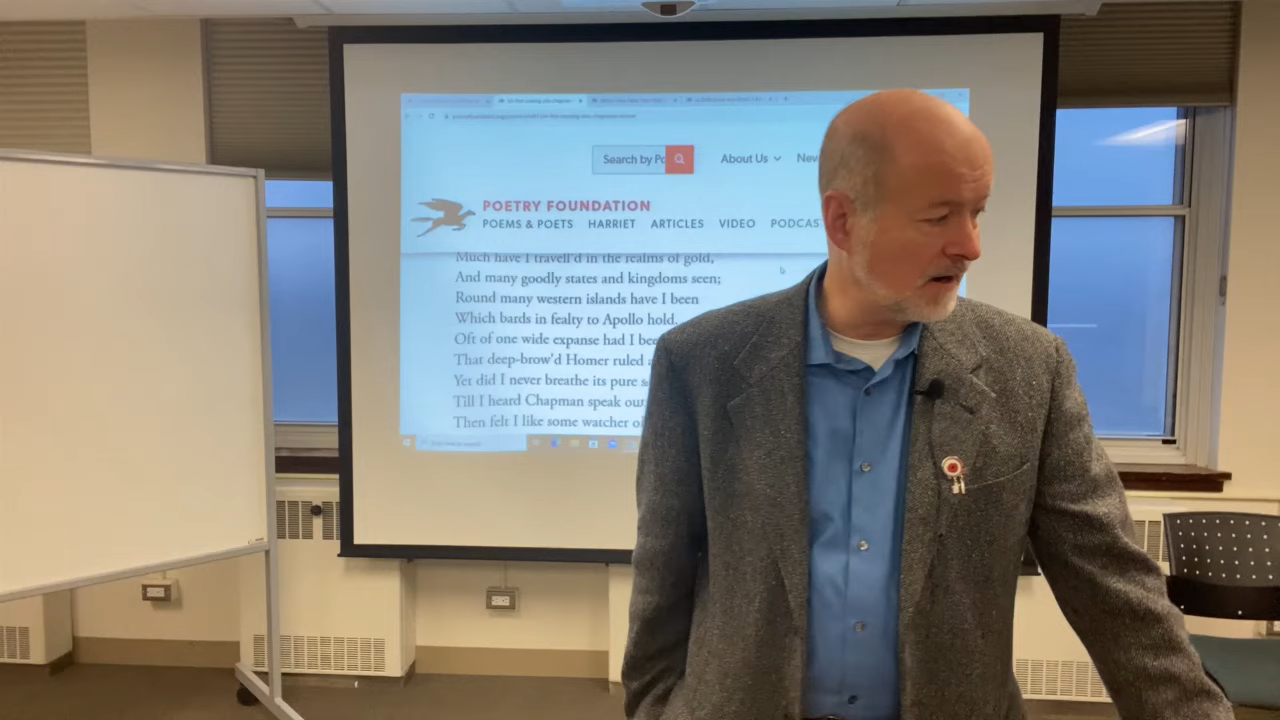 Search by Po
About Us
New
POETRY FOUNDATION
POEMS & POETS HARRIET ARTICLES VIDEO PODCAS
Much have I travell'd in the realms of gold,
And many goodly states and kingdoms seen;
Round many western islands have I been
Which bards in fealty to Apollo hold.
Oft of one wide expanse had I bee
That deep-brow'd Homer ruled a
Yet did I never breathe its pure s
Till I heard Chapman speak out
Then felt I like some watcher o